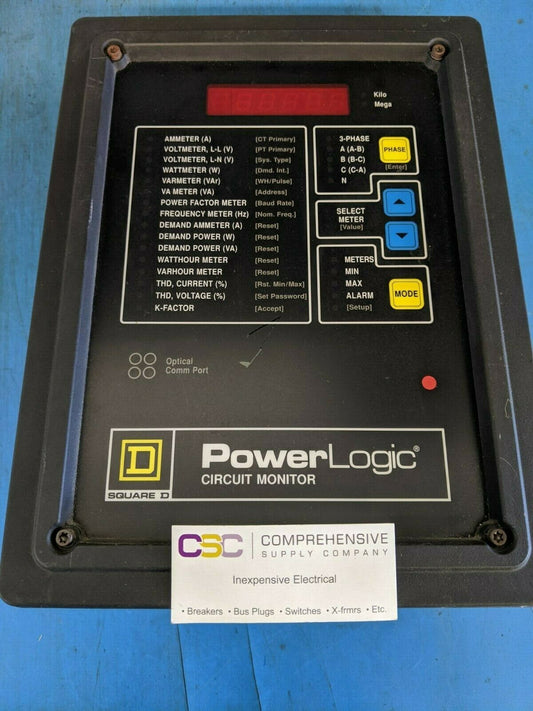 Kilo
Mega
AMMETER (A) [CT Primary]
VOLTMETER, L-L (V) [PT Primary]
VOLTMETER, L-N (V) [Sys. Type]
WATTMETER (W) [Dmd. Int.]
VARMETER (VAr) [WH/Pulse]
VA METER (VA) [Address]
POWER FACTOR METER [Baud Rate]
FREQUENCY METER (Hz) [Nom. Freq.]
DEMAND AMMETER (A) [Reset]
DEMAND POWER (W) [Reset]
DEMAND POWER (VA) [Reset]
WATTHOUR METER [Reset]
VARHOUR METER [Reset]
THD, CURRENT (%) [Rst. Min/Max]
THD, VOLTAGE (%) [Set Password]
K-FACTOR [Accept]
3-PHASE
A (A-B)
B (B-C)
C (C-A)
N
PHASE
[Enter]
SELECT
METER
[Value]
METERS
MIN
MAX
ALARM
[Setup]
MODE
Optical
Comm Port
D
SQUARE D
PowerLogic®
CIRCUIT MONITOR
CSC COMPREHENSIVE
SUPPLY COMPANY
Inexpensive Electrical
• Breakers • Bus Plugs • Switches • X-frmrs • Etc.